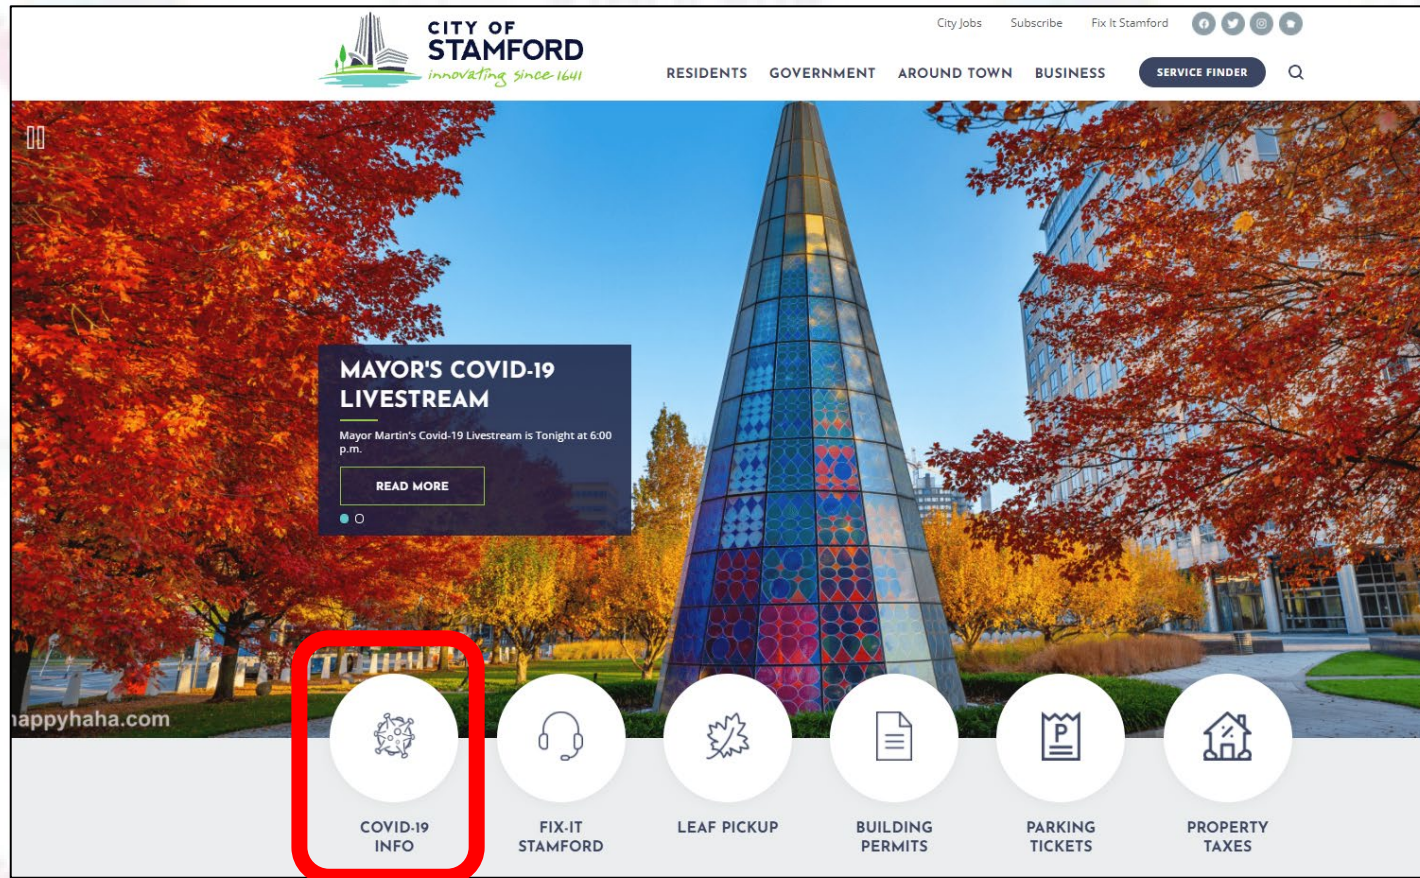 CITY OF
STAMFORD
innovating since 1641
City Jobs Subscribe Fix It Stamford
RESIDENTS GOVERNMENT AROUND TOWN BUSINESS SERVICE FINDER
MAYOR'S COVID-19
LIVESTREAM
Mayor Martin's Covid-19 Livestream is Tonight at 6:00
p.m.
READ MORE
happyhaha.com
P
COVID-19
INFO
FIX-IT
STAMFORD
LEAF PICKUP
BUILDING
PERMITS
PARKING
TICKETS
PROPERTY
TAXES